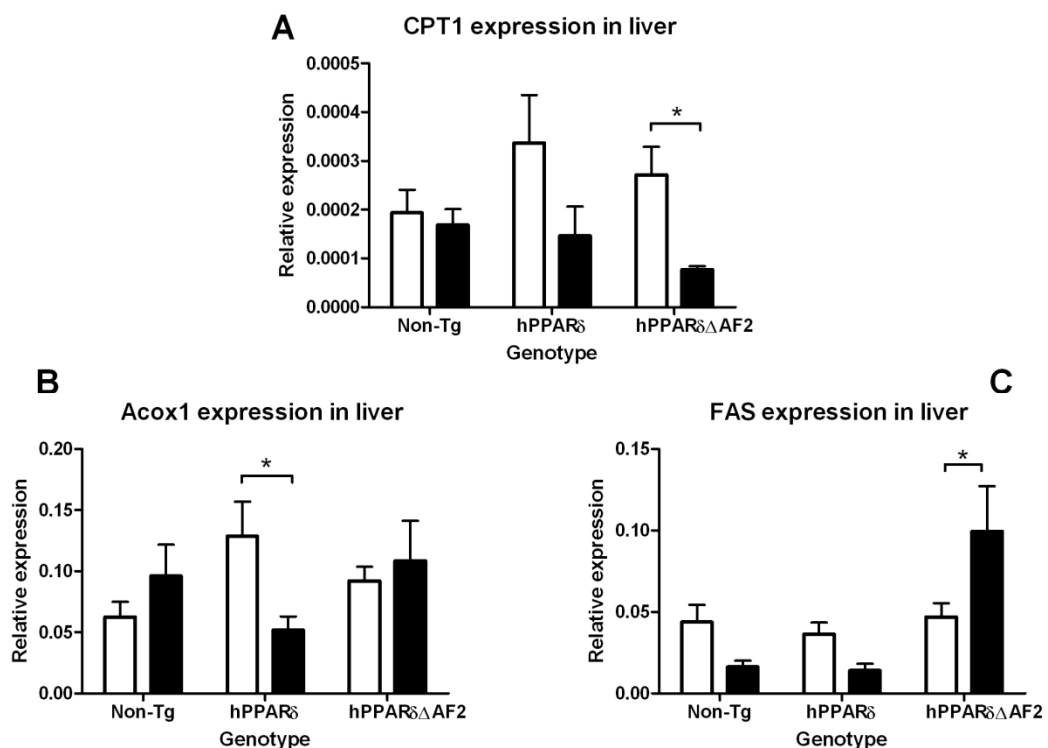 A
CPT1 expression in liver
Relative expression
0.0005
0.0004
0.0003
0.0002
0.0001
0.0000
*
Non-Tg hPPARδ hPPARδΔAF2
Genotype
B
Acox1 expression in liver
Relative expression
0.20
0.15
0.10
0.05
0.00
*
Non-Tg hPPARδ hPPARδΔAF2
Genotype
C
FAS expression in liver
Relative expression
0.15
0.10
0.05
0.00
*
Non-Tg hPPARδ hPPARδΔAF2
Genotype